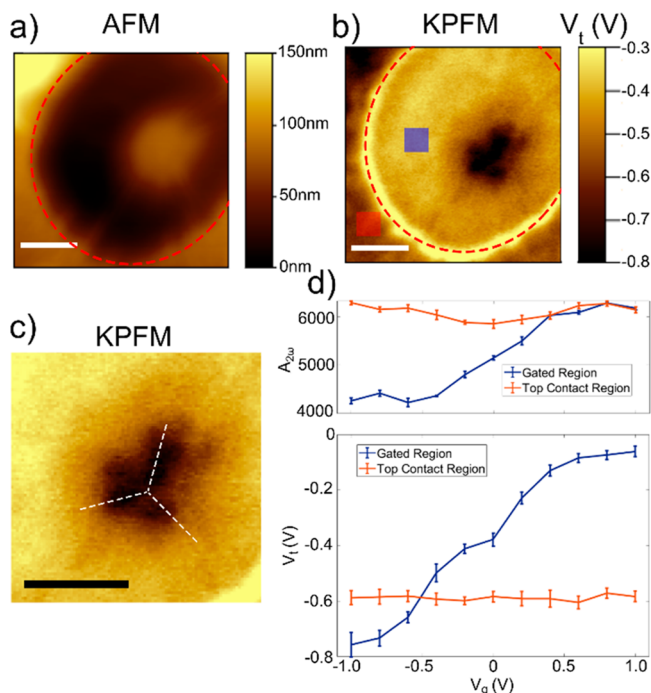 a) AFM
150nm
100nm
50nm
0nm
b) KPFM V_t (V)
-0.3
-0.4
-0.5
-0.6
-0.7
-0.8
c) KPFM
d)
A_2ω
6000
5000
4000
Gated Region
Top Contact Region
V_t (V)
0
-0.2
-0.4
-0.6
-0.8
Gated Region
Top Contact Region
-1.0 -0.5 0 0.5 1.0
V_g (V)